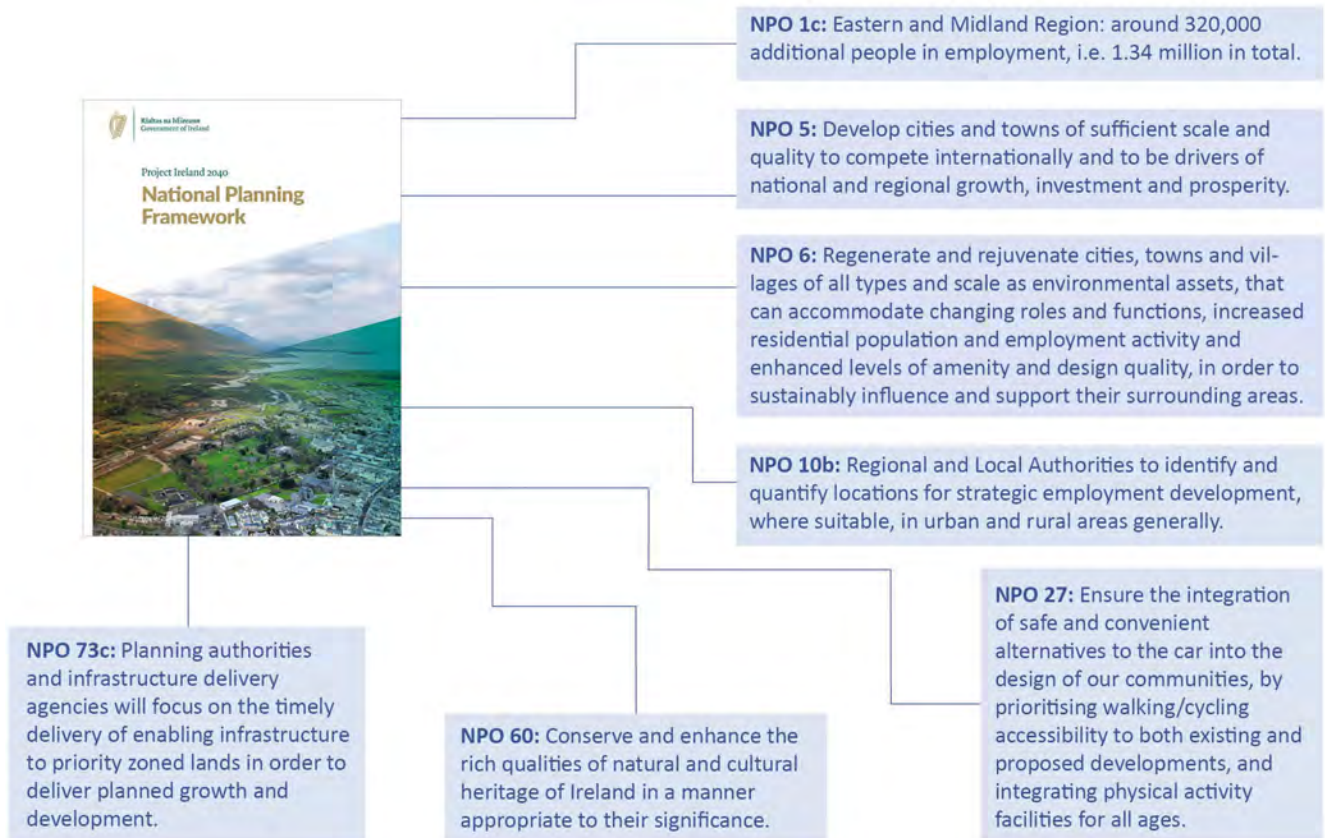 NPO 1c: Eastern and Midland Region: around 320,000
additional people in employment, i.e. 1.34 million in total.
Rialtas na hÉireann
Government of Ireland
Project Ireland 2040
National Planning
Framework
NPO 5: Develop cities and towns of sufficient scale and
quality to compete internationally and to be drivers of
national and regional growth, investment and prosperity.
NPO 6: Regenerate and rejuvenate cities, towns and vil-
lages of all types and scale as environmental assets, that
can accommodate changing roles and functions, increased
residential population and employment activity and
enhanced levels of amenity and design quality, in order to
sustainably influence and support their surrounding areas.
NPO 10b: Regional and Local Authorities to identify and
quantify locations for strategic employment development,
where suitable, in urban and rural areas generally.
NPO 27: Ensure the integration
of safe and convenient
alternatives to the car into the
design of our communities, by
prioritising walking/cycling
accessibility to both existing and
proposed developments, and
integrating physical activity
facilities for all ages.
NPO 73c: Planning authorities
and infrastructure delivery
agencies will focus on the timely
delivery of enabling infrastructure
to priority zoned lands in order to
deliver planned growth and
development.
NPO 60: Conserve and enhance the
rich qualities of natural and cultural
heritage of Ireland in a manner
appropriate to their significance.